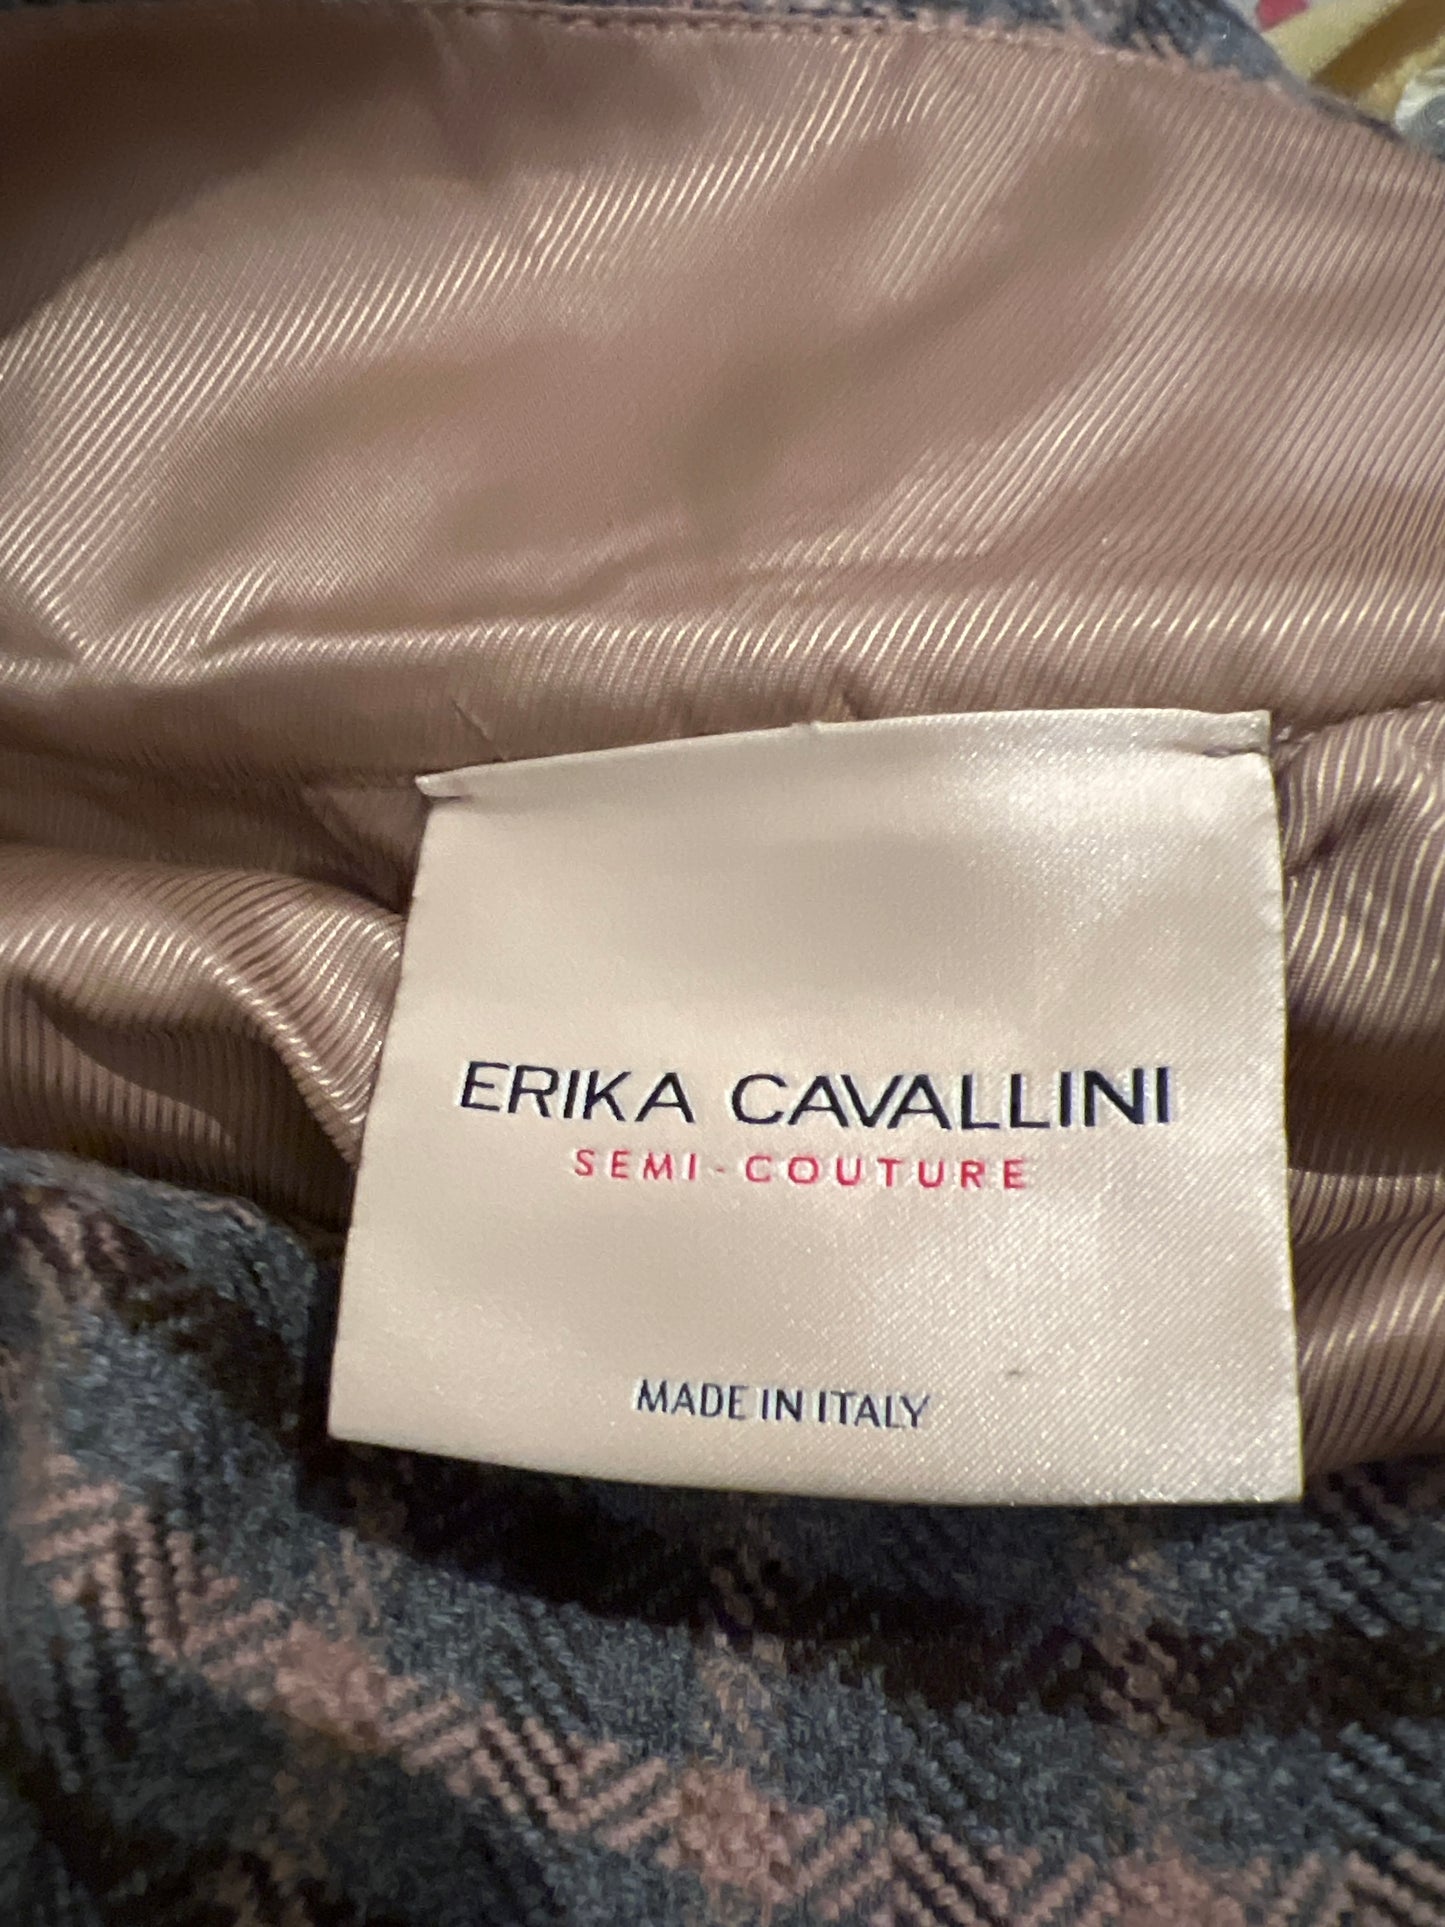 ERIKA CAVALLINI
SEMI-COUTURE
MADE IN ITALY